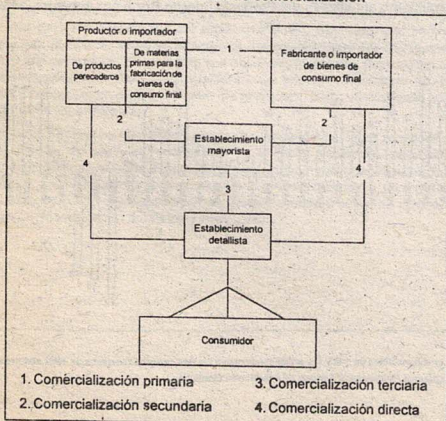 Productor o importador
De productos
perecederos
De materias
primas para la
fabricación de
bienes de
consumo final
1
Fabricante o importador
de bienes de
consumo final
2
2
Establecimiento
mayorista
4
4
3
Establecimiento
detallista
Consumidor
1. Comercialización primaria
3. Comercialización terciaria
2. Comercialización secundaria
4. Comercialización directa